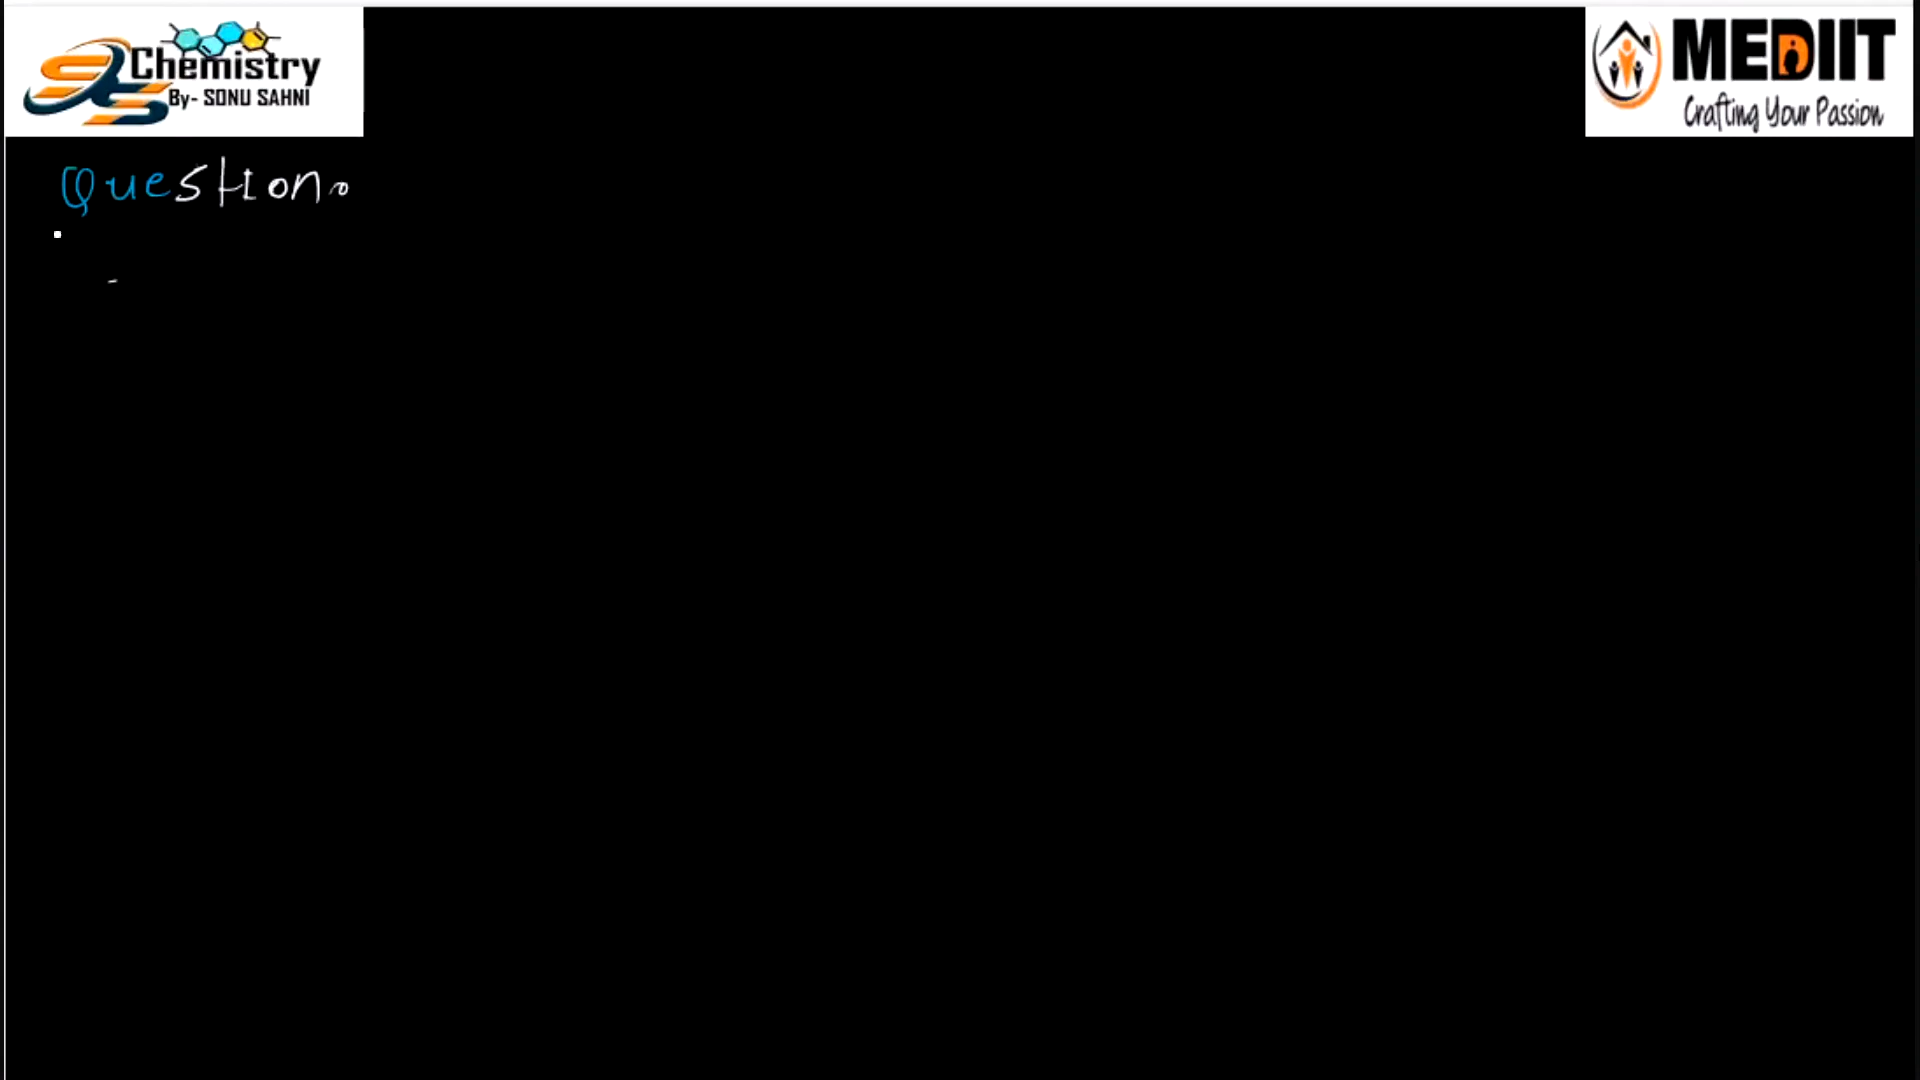 Chemistry
By- SONU SAHNI
MEDIIT
Crafting Your Passion
Question